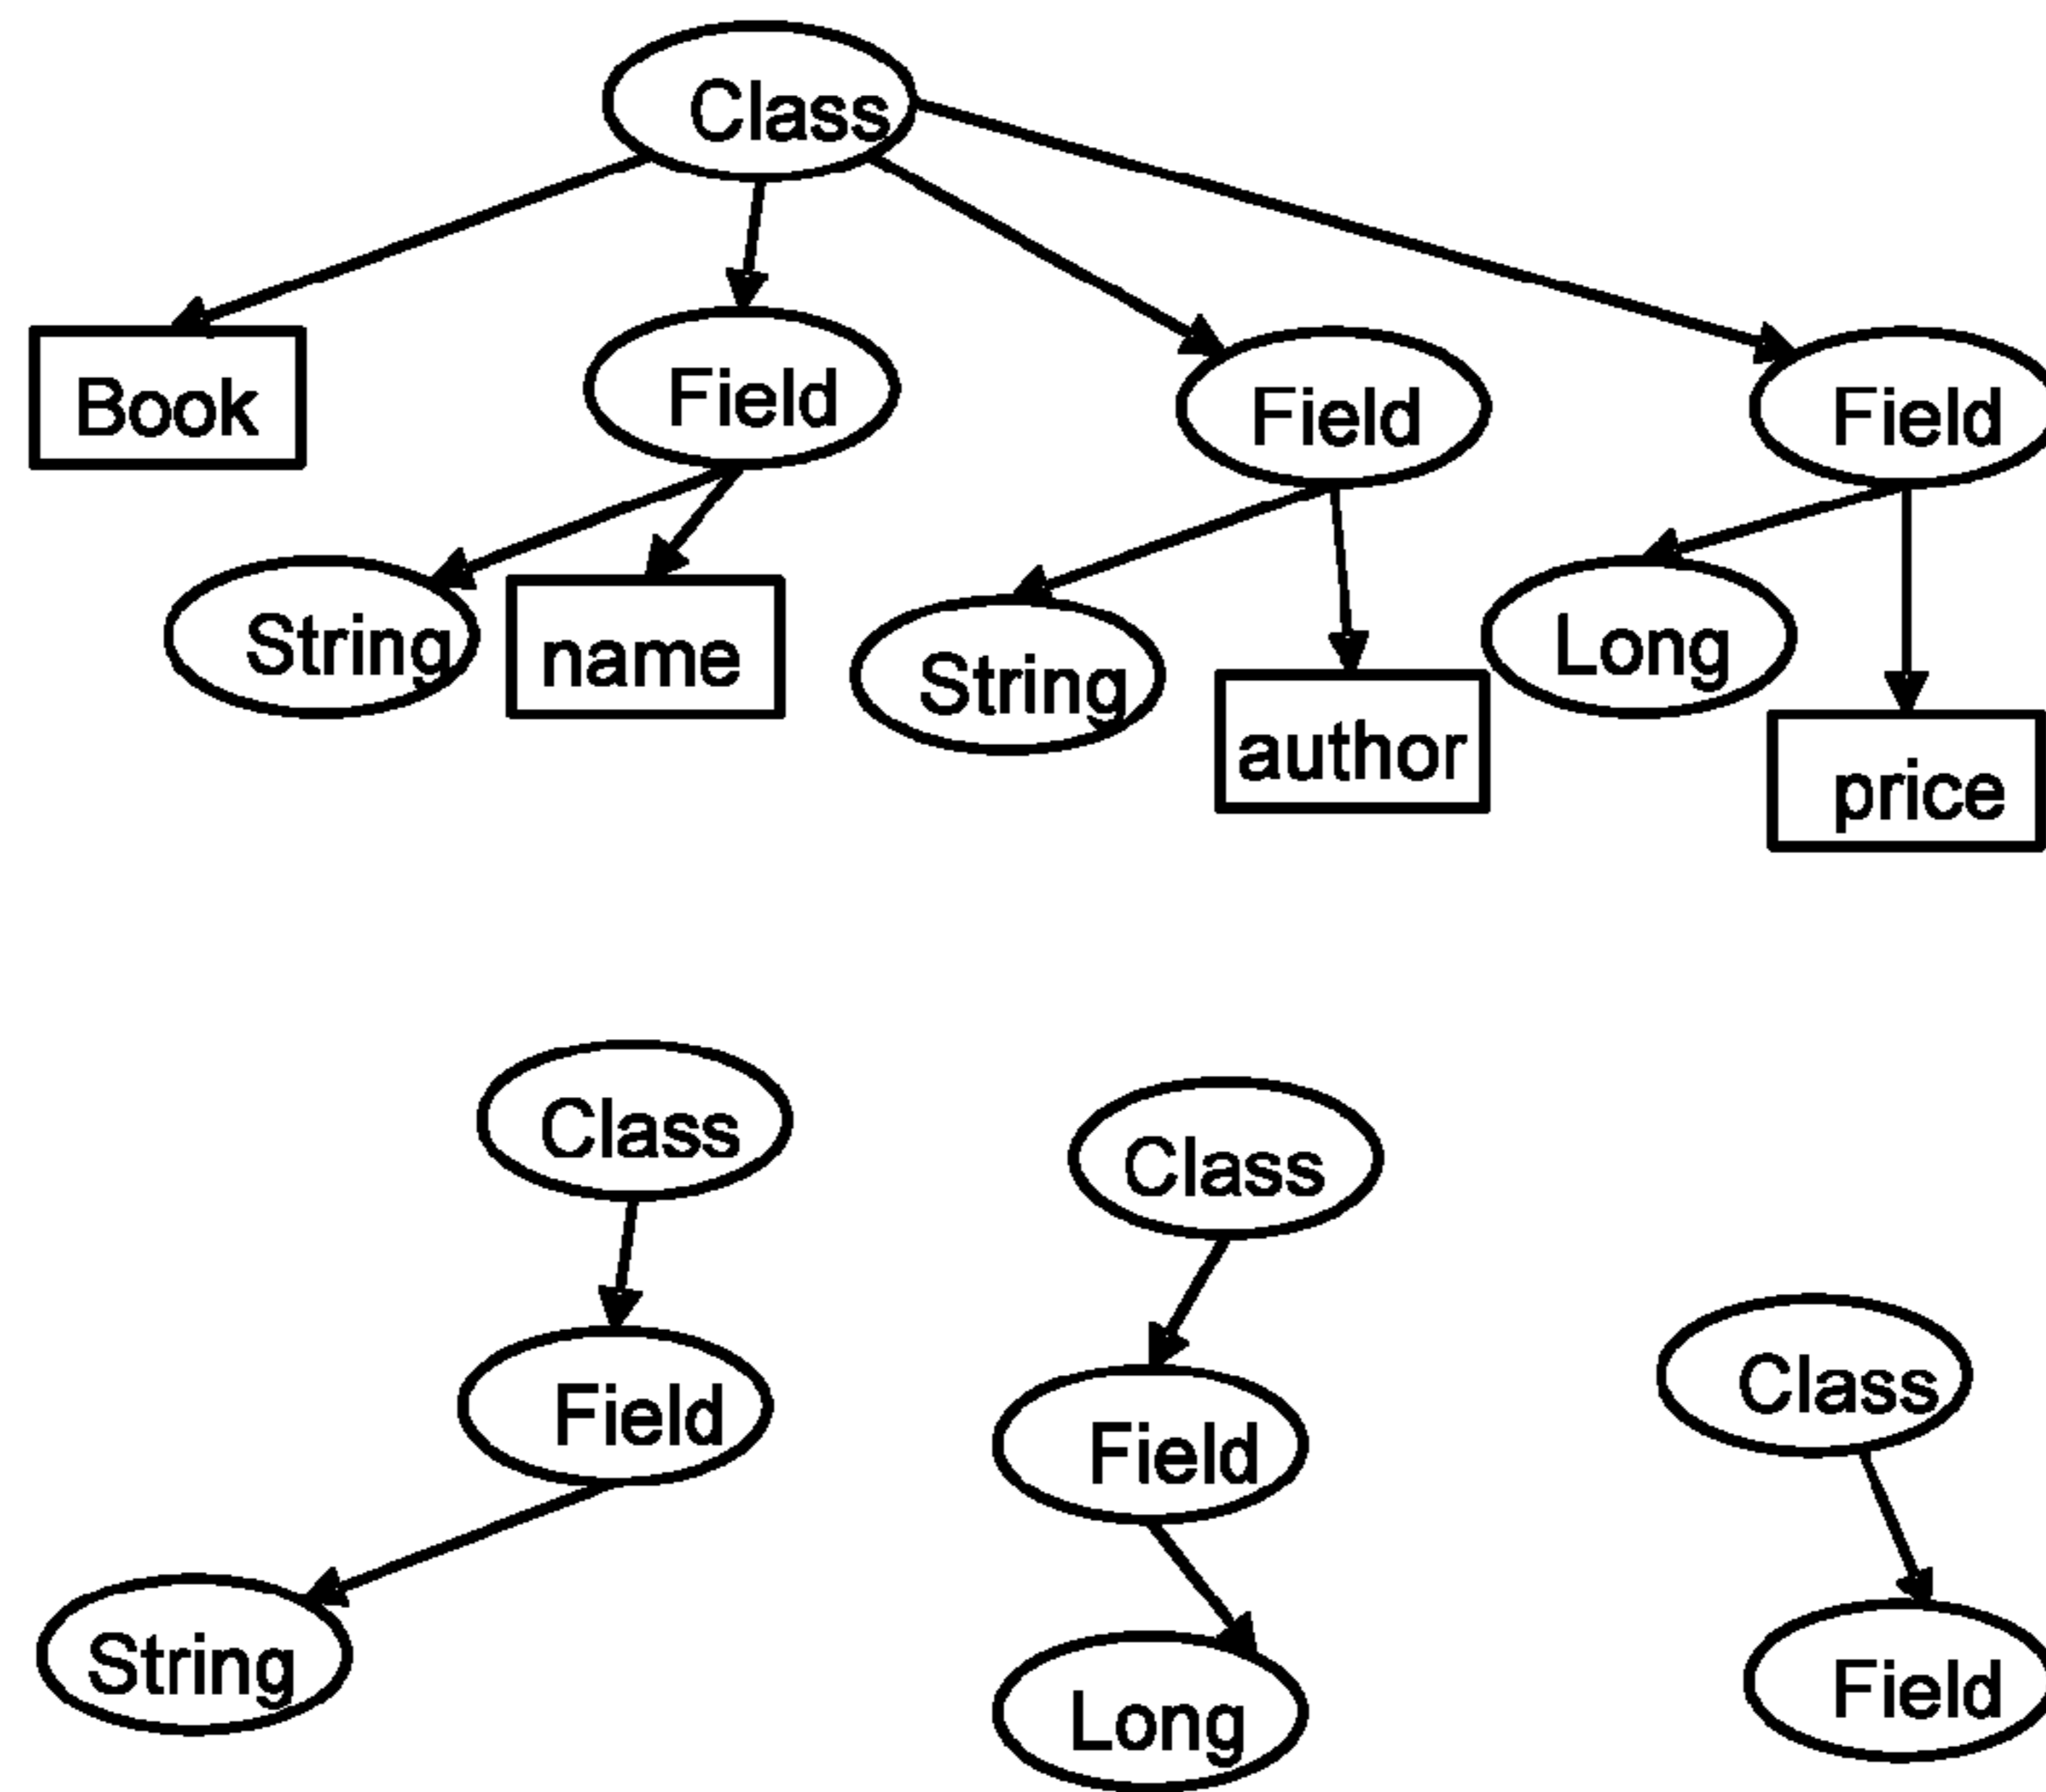 Class
Book
Field
Field
Field
String
name
String
author
Long
price
Class
Class
Class
Field
Field
Field
String
Long